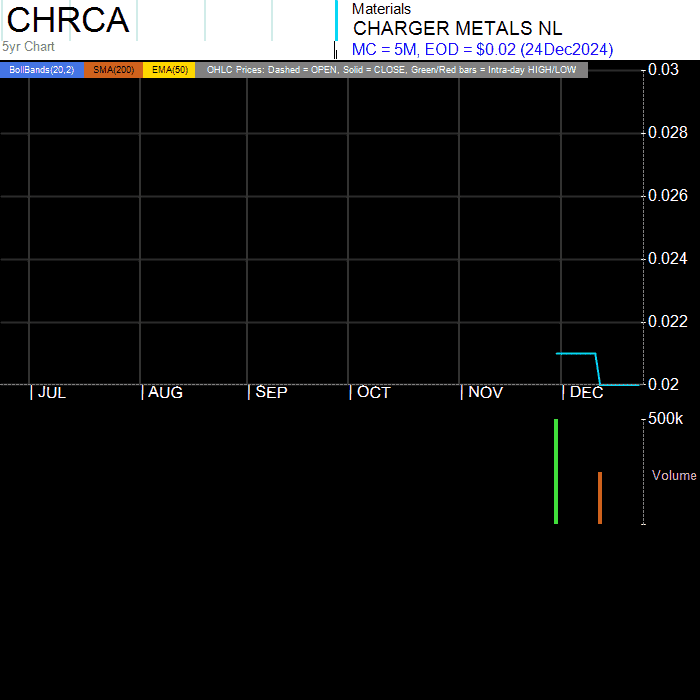 CHRCA
5yr Chart
Materials
CHARGER METALS NL
MC = 5M, EOD = $0.02 (24Dec2024)
BollBands(20,2) SMA(200) EMA(50) OHLC Prices: Dashed = OPEN, Solid = CLOSE, Green/Red bars = Intra-day HIGH/LOW
0.03
0.028
0.026
0.024
0.022
0.02
JUL AUG SEP OCT NOV DEC
500k
Volume